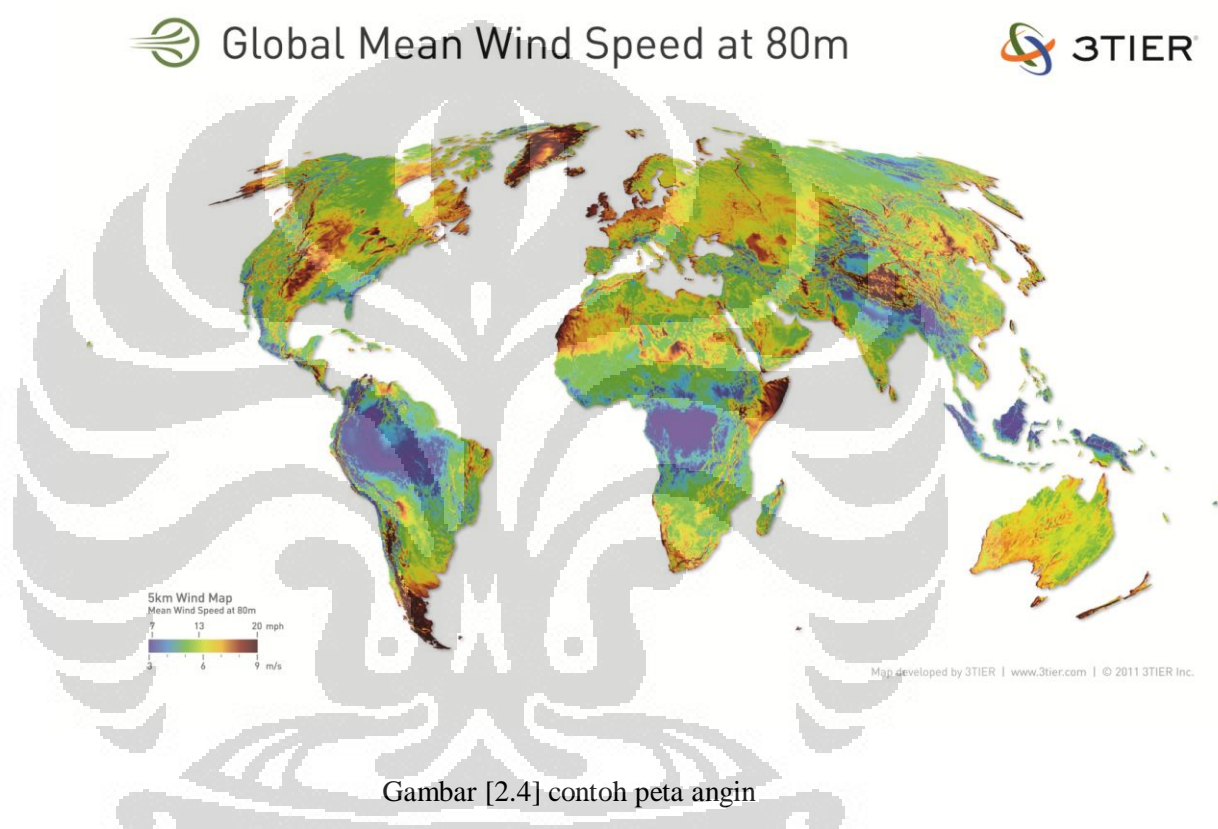 Global Mean Wind Speed at 80m
3TIER
5km Wind Map
Mean Wind Speed at 80m
7 13 20 mph
3 6 9 m/s
Map developed by 3TIER | www.3tier.com | © 2011 3TIER Inc.
Gambar [2.4] contoh peta angin